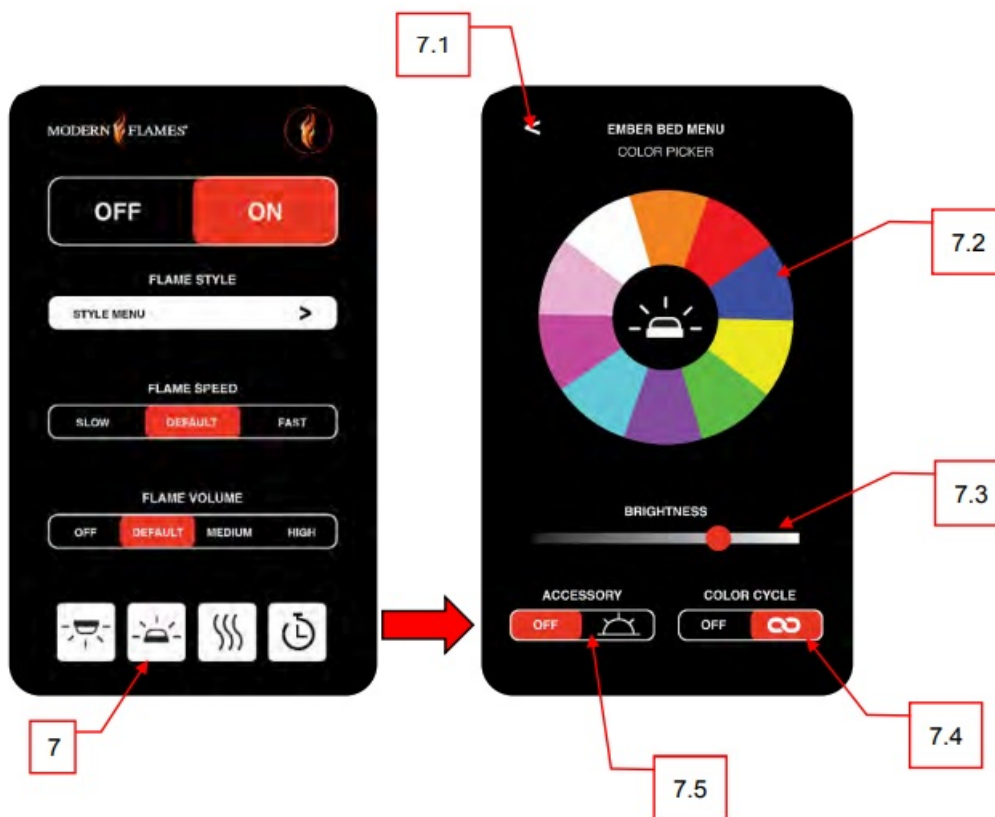 7.1
MODERN FLAMES
OFF ON
FLAME STYLE
STYLE MENU >
FLAME SPEED
SLOW DEFAULT FAST
FLAME VOLUME
OFF DEFAULT MEDIUM HIGH
7
<
EMBER BED MENU
COLOR PICKER
7.2
BRIGHTNESS
7.3
ACCESSORY COLOR CYCLE
OFF OFF
7.4
7.5